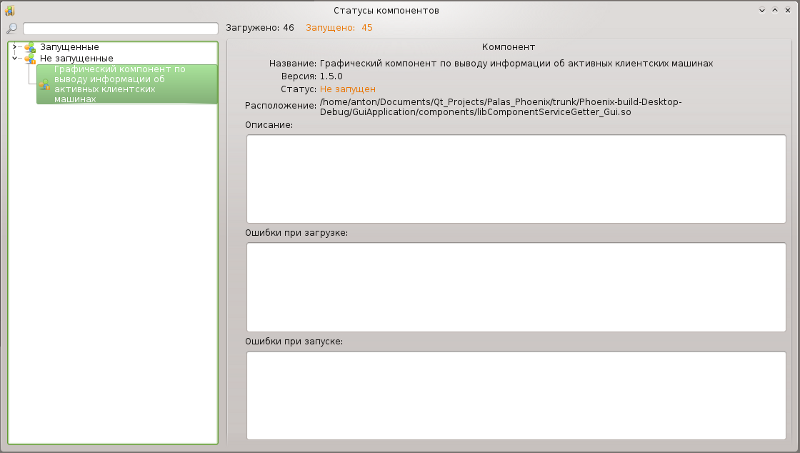 Статусы компонентов
Загружено: 46 Запущено: 45
Запущенные
Не запущенные
Графический компонент по
выводу информации об
активных клиентских
машинах
Компонент
Название: Графический компонент по выводу информации об активных клиентских машинах
Версия: 1.5.0
Статус: Не запущен
Расположение: /home/anton/Documents/Qt_Projects/Palas_Phoenix/trunk/Phoenix-build-Desktop-
Debug/GuiApplication/components/libComponentServiceGetter_Gui.so
Описание:
Ошибки при загрузке:
Ошибки при запуске: